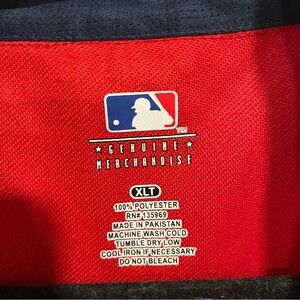 ★ GENUINE ★
MERCHANDISE
XLT
100% POLYESTER
RN# 135969
MADE IN PAKISTAN
MACHINE WASH COLD
TUMBLE DRY LOW
COOL IRON IF NECESSARY
DO NOT BLEACH